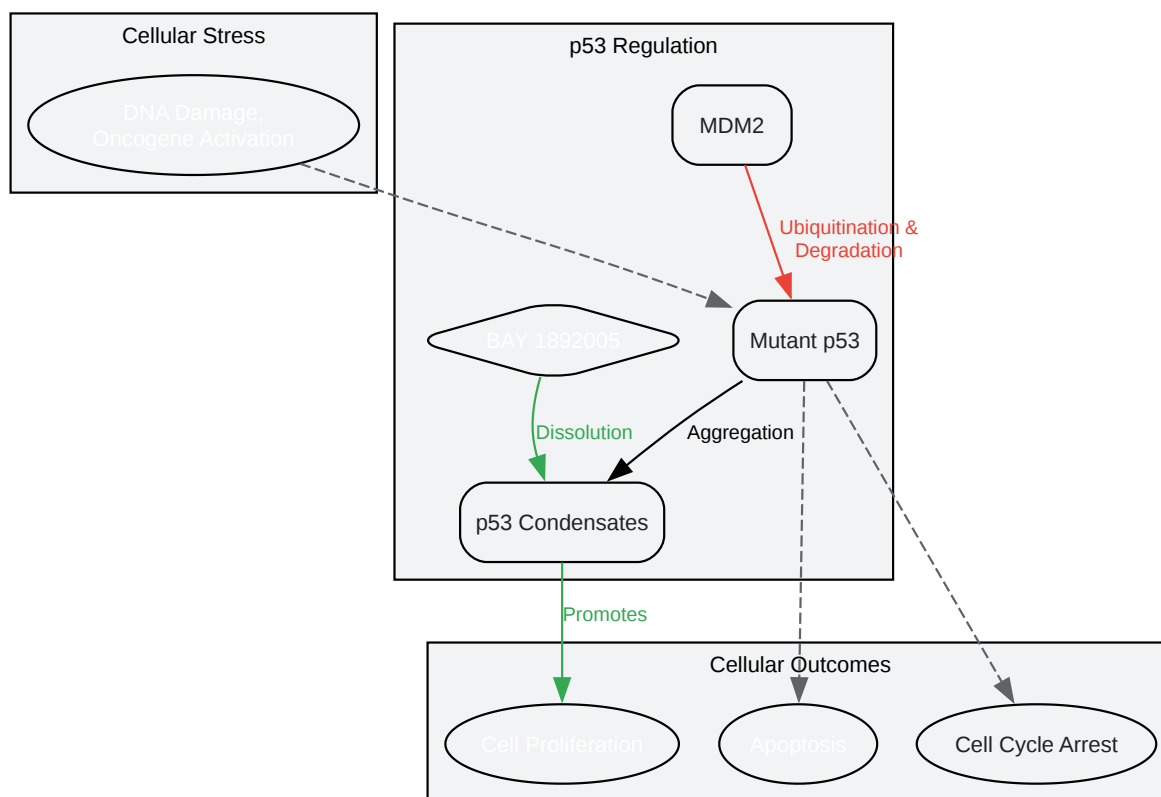 Cellular Stress
DNA Damage,
Oncogene Activation
p53 Regulation
MDM2
Ubiquitination &
Degradation
BAY 1892005
Mutant p53
Dissolution
Aggregation
p53 Condensates
Promotes
Cellular Outcomes
Cell Proliferation
Apoptosis
Cell Cycle Arrest